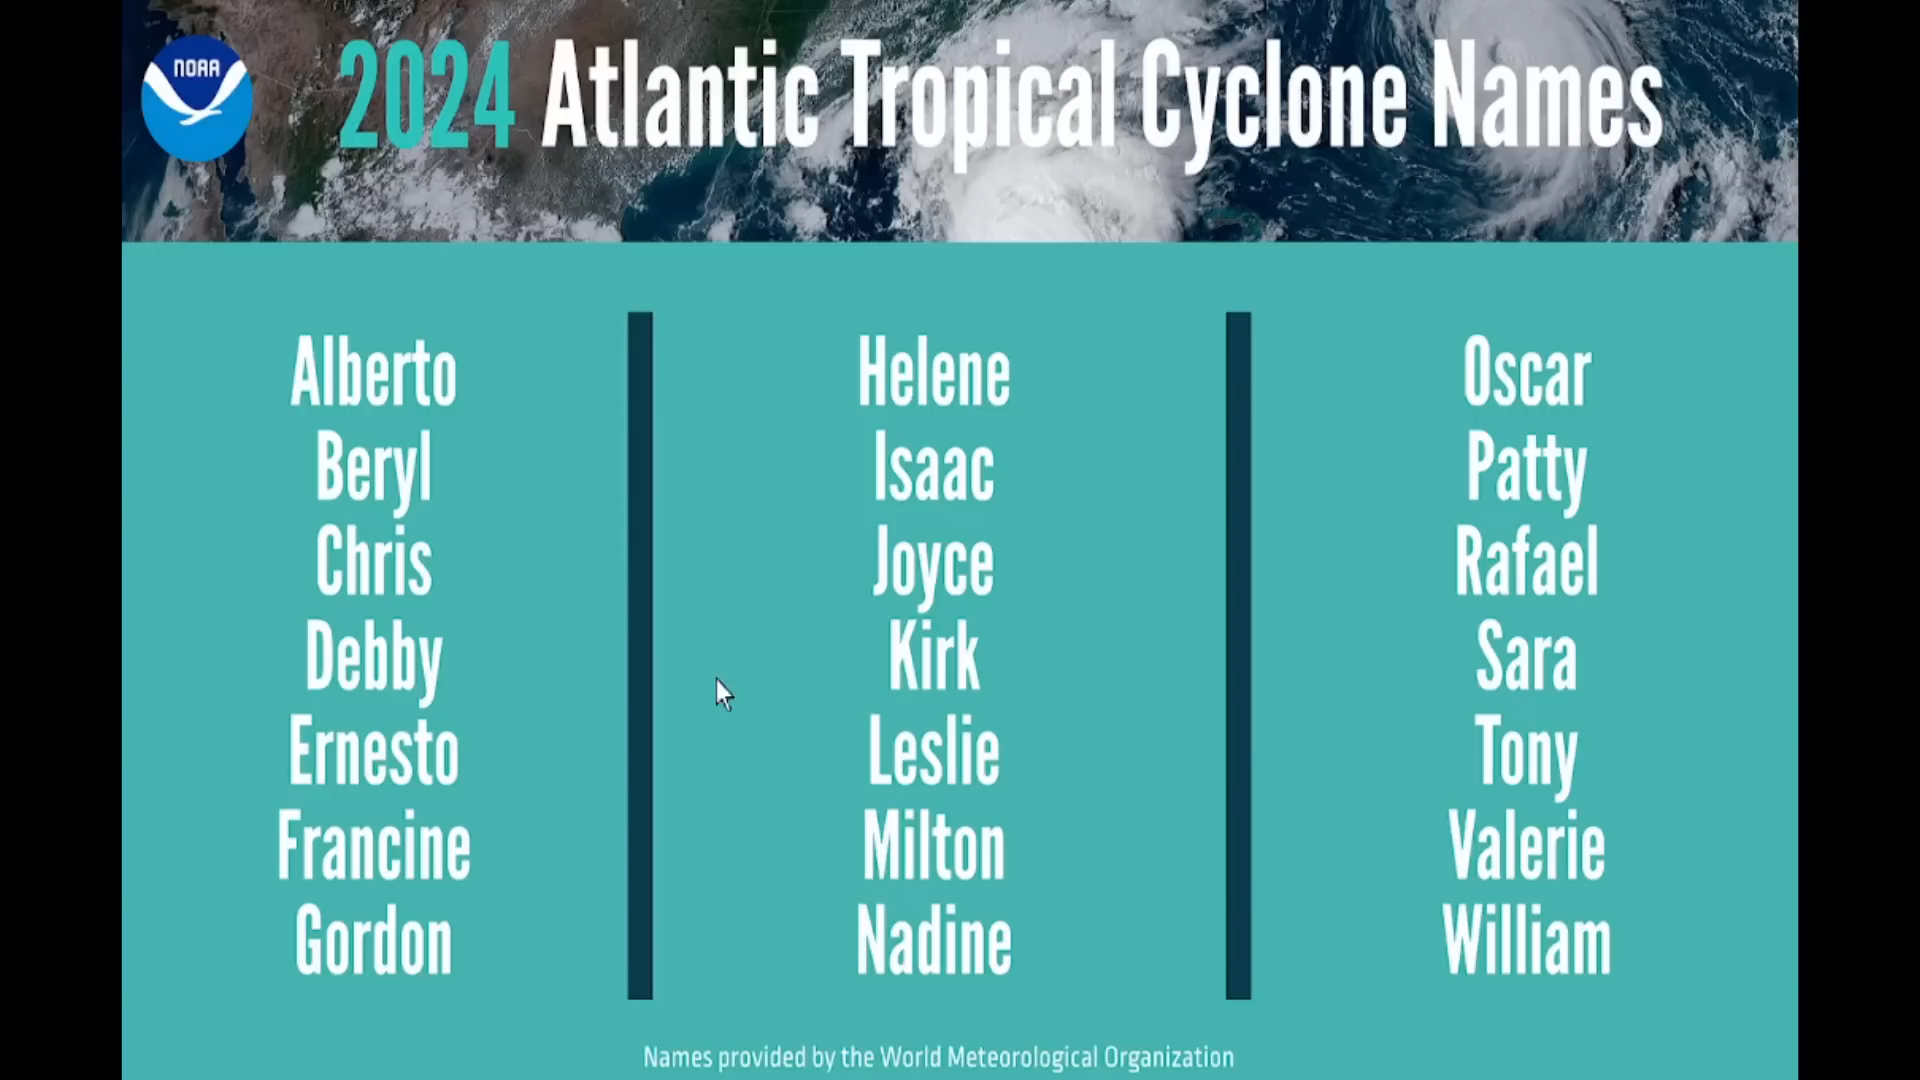 NOAA
2024 Atlantic Tropical Cyclone Names
Alberto
Beryl
Chris
Debby
Ernesto
Francine
Gordon
Helene
Isaac
Joyce
Kirk
Leslie
Milton
Nadine
Oscar
Patty
Rafael
Sara
Tony
Valerie
William
Names provided by the World Meteorological Organization